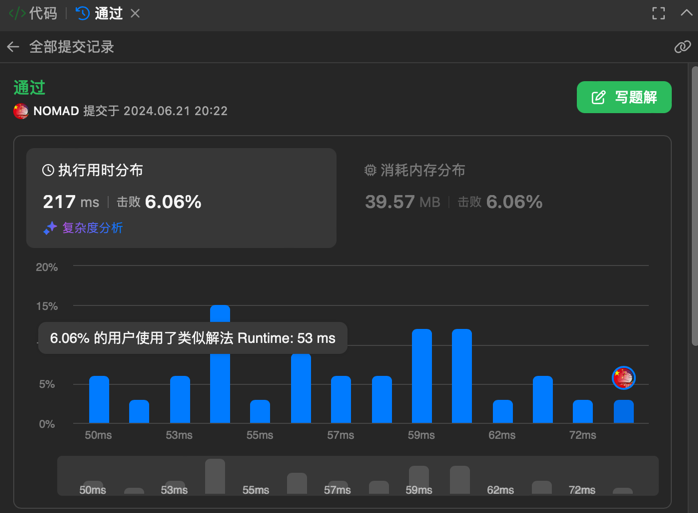 代码 通过
全部提交记录
通过
NOMAD 提交于 2024.06.21 20:22
写题解
执行用时分布
217 ms 击败 6.06%
复杂度分析
消耗内存分布
39.57 MB 击败 6.06%
20%
15%
6.06% 的用户使用了类似解法 Runtime: 53 ms
5%
0%
50ms 53ms 55ms 57ms 59ms 62ms 72ms
50ms 53ms 55ms 57ms 59ms 62ms 72ms